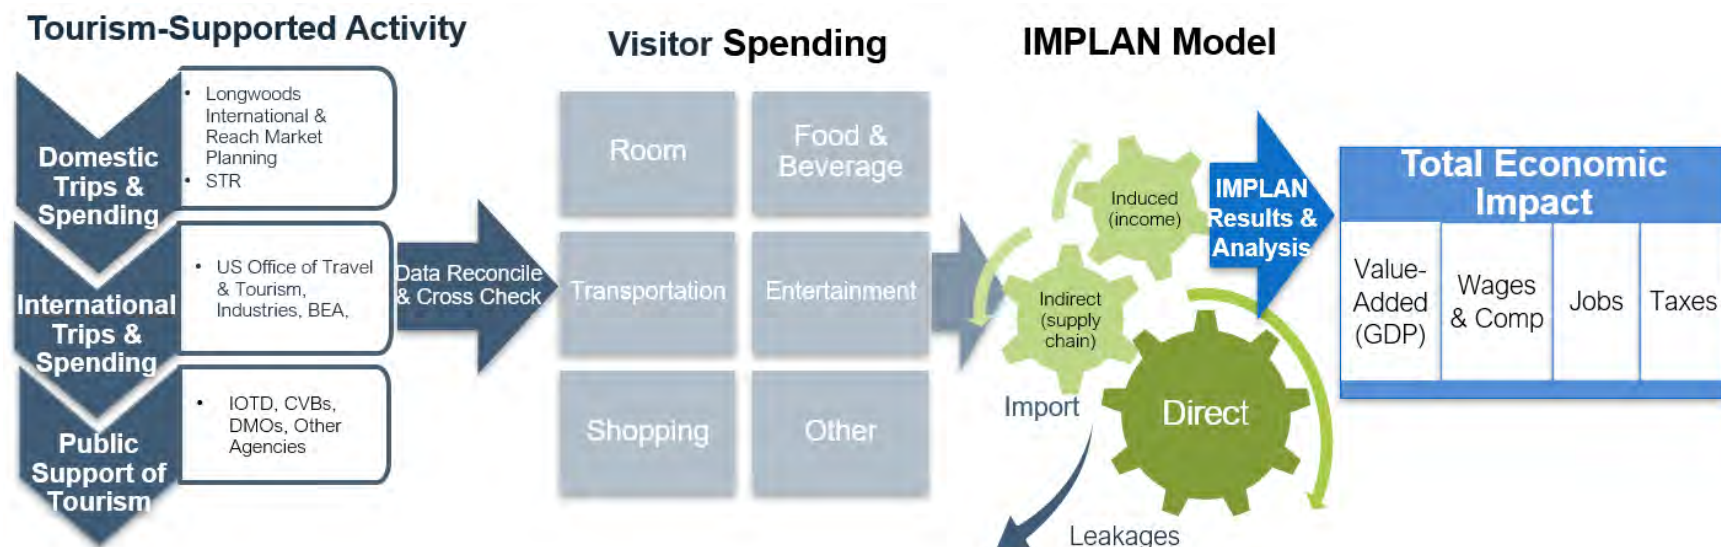 Tourism-Supported Activity
Domestic
Trips &
Spending
• Longwoods
International &
Reach Market
Planning
• STR
International
Trips &
Spending
• US Office of Travel
& Tourism,
Industries, BEA,
Public
Support of
Tourism
• IOTD, CVBs,
DMOs, Other
Agencies
Data Reconcile
& Cross Check
Visitor Spending
Room
Food &
Beverage
Transportation
Entertainment
Shopping
Other
IMPLAN Model
Induced
(income)
Indirect
(supply
chain)
Direct
Import
Leakages
IMPLAN
Results &
Analysis
Total Economic
Impact
Value-
Added
(GDP)
Wages
& Comp
Jobs
Taxes